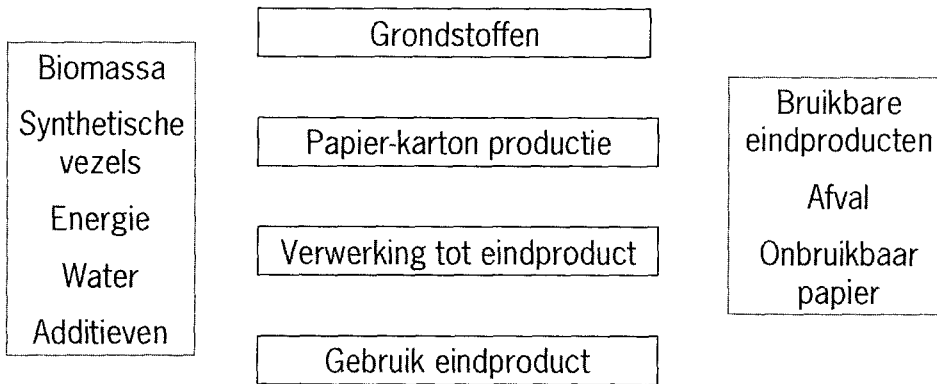 Biomassa
Synthetische
vezels
Energie
Water
Additieven
Grondstoffen
Papier-karton productie
Verwerking tot eindproduct
Gebruik eindproduct
Bruikbare
eindproducten
Afval
Onbruikbaar
papier